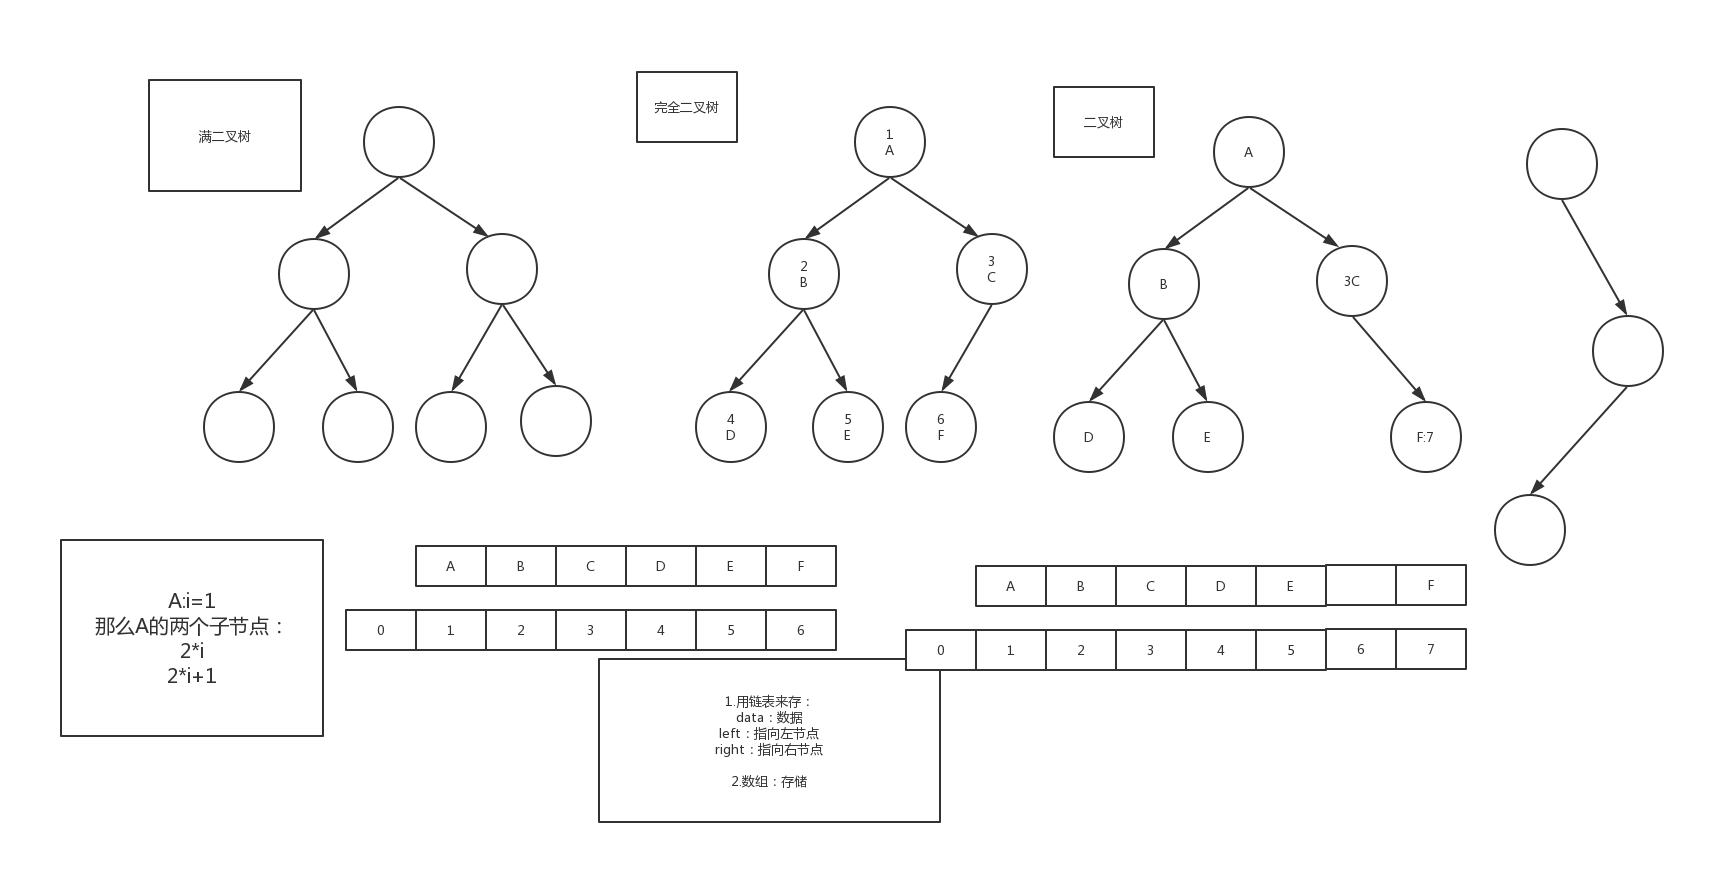 满二叉树
完全二叉树
二叉树
1
A
2
B
3
C
4
D
5
E
6
F
A
B
3C
D
E
F:7
A:i=1
那么A的两个子节点：
2*i
2*i+1
A B C D E F
0 1 2 3 4 5 6
A B C D E F
0 1 2 3 4 5 6 7
1.用链表来存：
data：数据
left：指向左节点
right：指向右节点
2.数组：存储